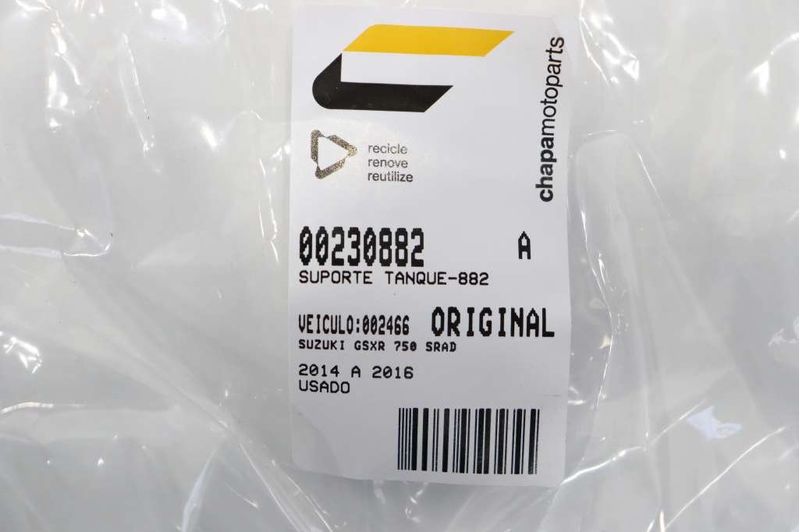 chapamotoparts
recicle
renove
reutilize
00230882 A
SUPORTE TANQUE-882
VEICULO:002466 ORIGINAL
SUZUKI GSXR 750 SRAD
2014 A 2016
USADO